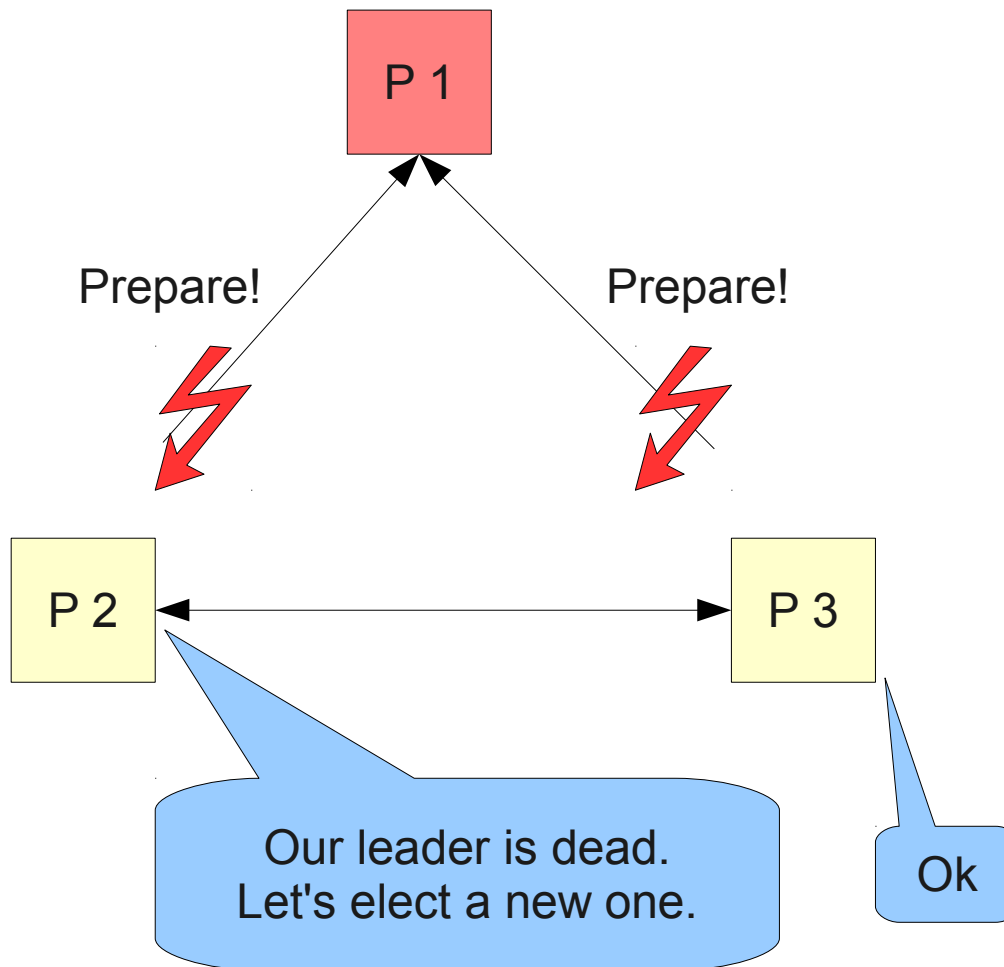 P 1
Prepare!
Prepare!
P 2
P 3
Our leader is dead.
Let's elect a new one.
Ok